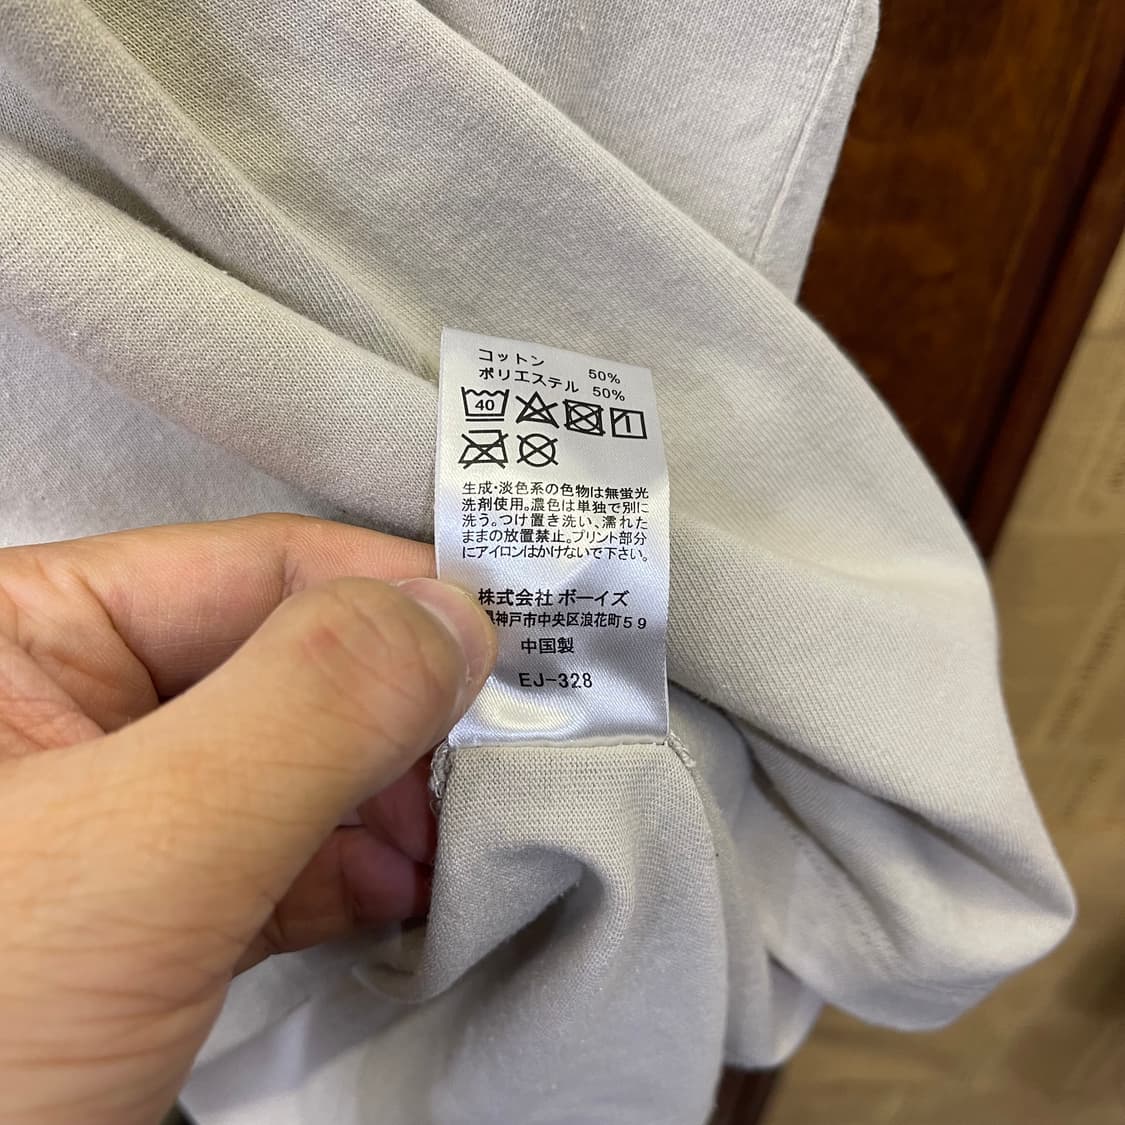 コットン 50%
ポリエステル 50%
40
生成・淡色系の色物は無蛍光
洗剤使用。濃色は単独で別に
洗う。つけ置き洗い、濡れた
ままの放置禁止。プリント部分
にアイロンはかけないで下さい。
株式会社 ボーイズ
県神戸市中央区浪花町59
中国製
EJ-328